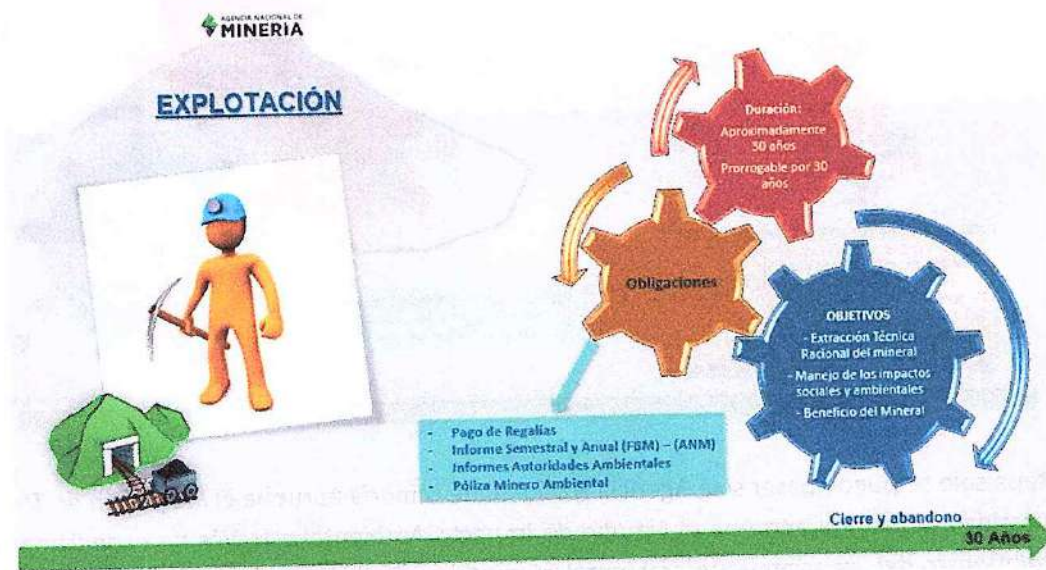 AGENCIA NACIONAL DE
MINERÍA
EXPLOTACIÓN
Duración:
Aproximadamente
30 años
Prorrogable por 30
años
Obligaciones
OBJETIVOS
- Extracción Técnica
Racional del mineral
- Manejo de los impactos
sociales y ambientales
- Beneficio del Mineral
- Pago de Regalías
- Informe Semestral y Anual (FBM) – (ANM)
- Informes Autoridades Ambientales
- Póliza Minero Ambiental
Cierre y abandono
30 Años